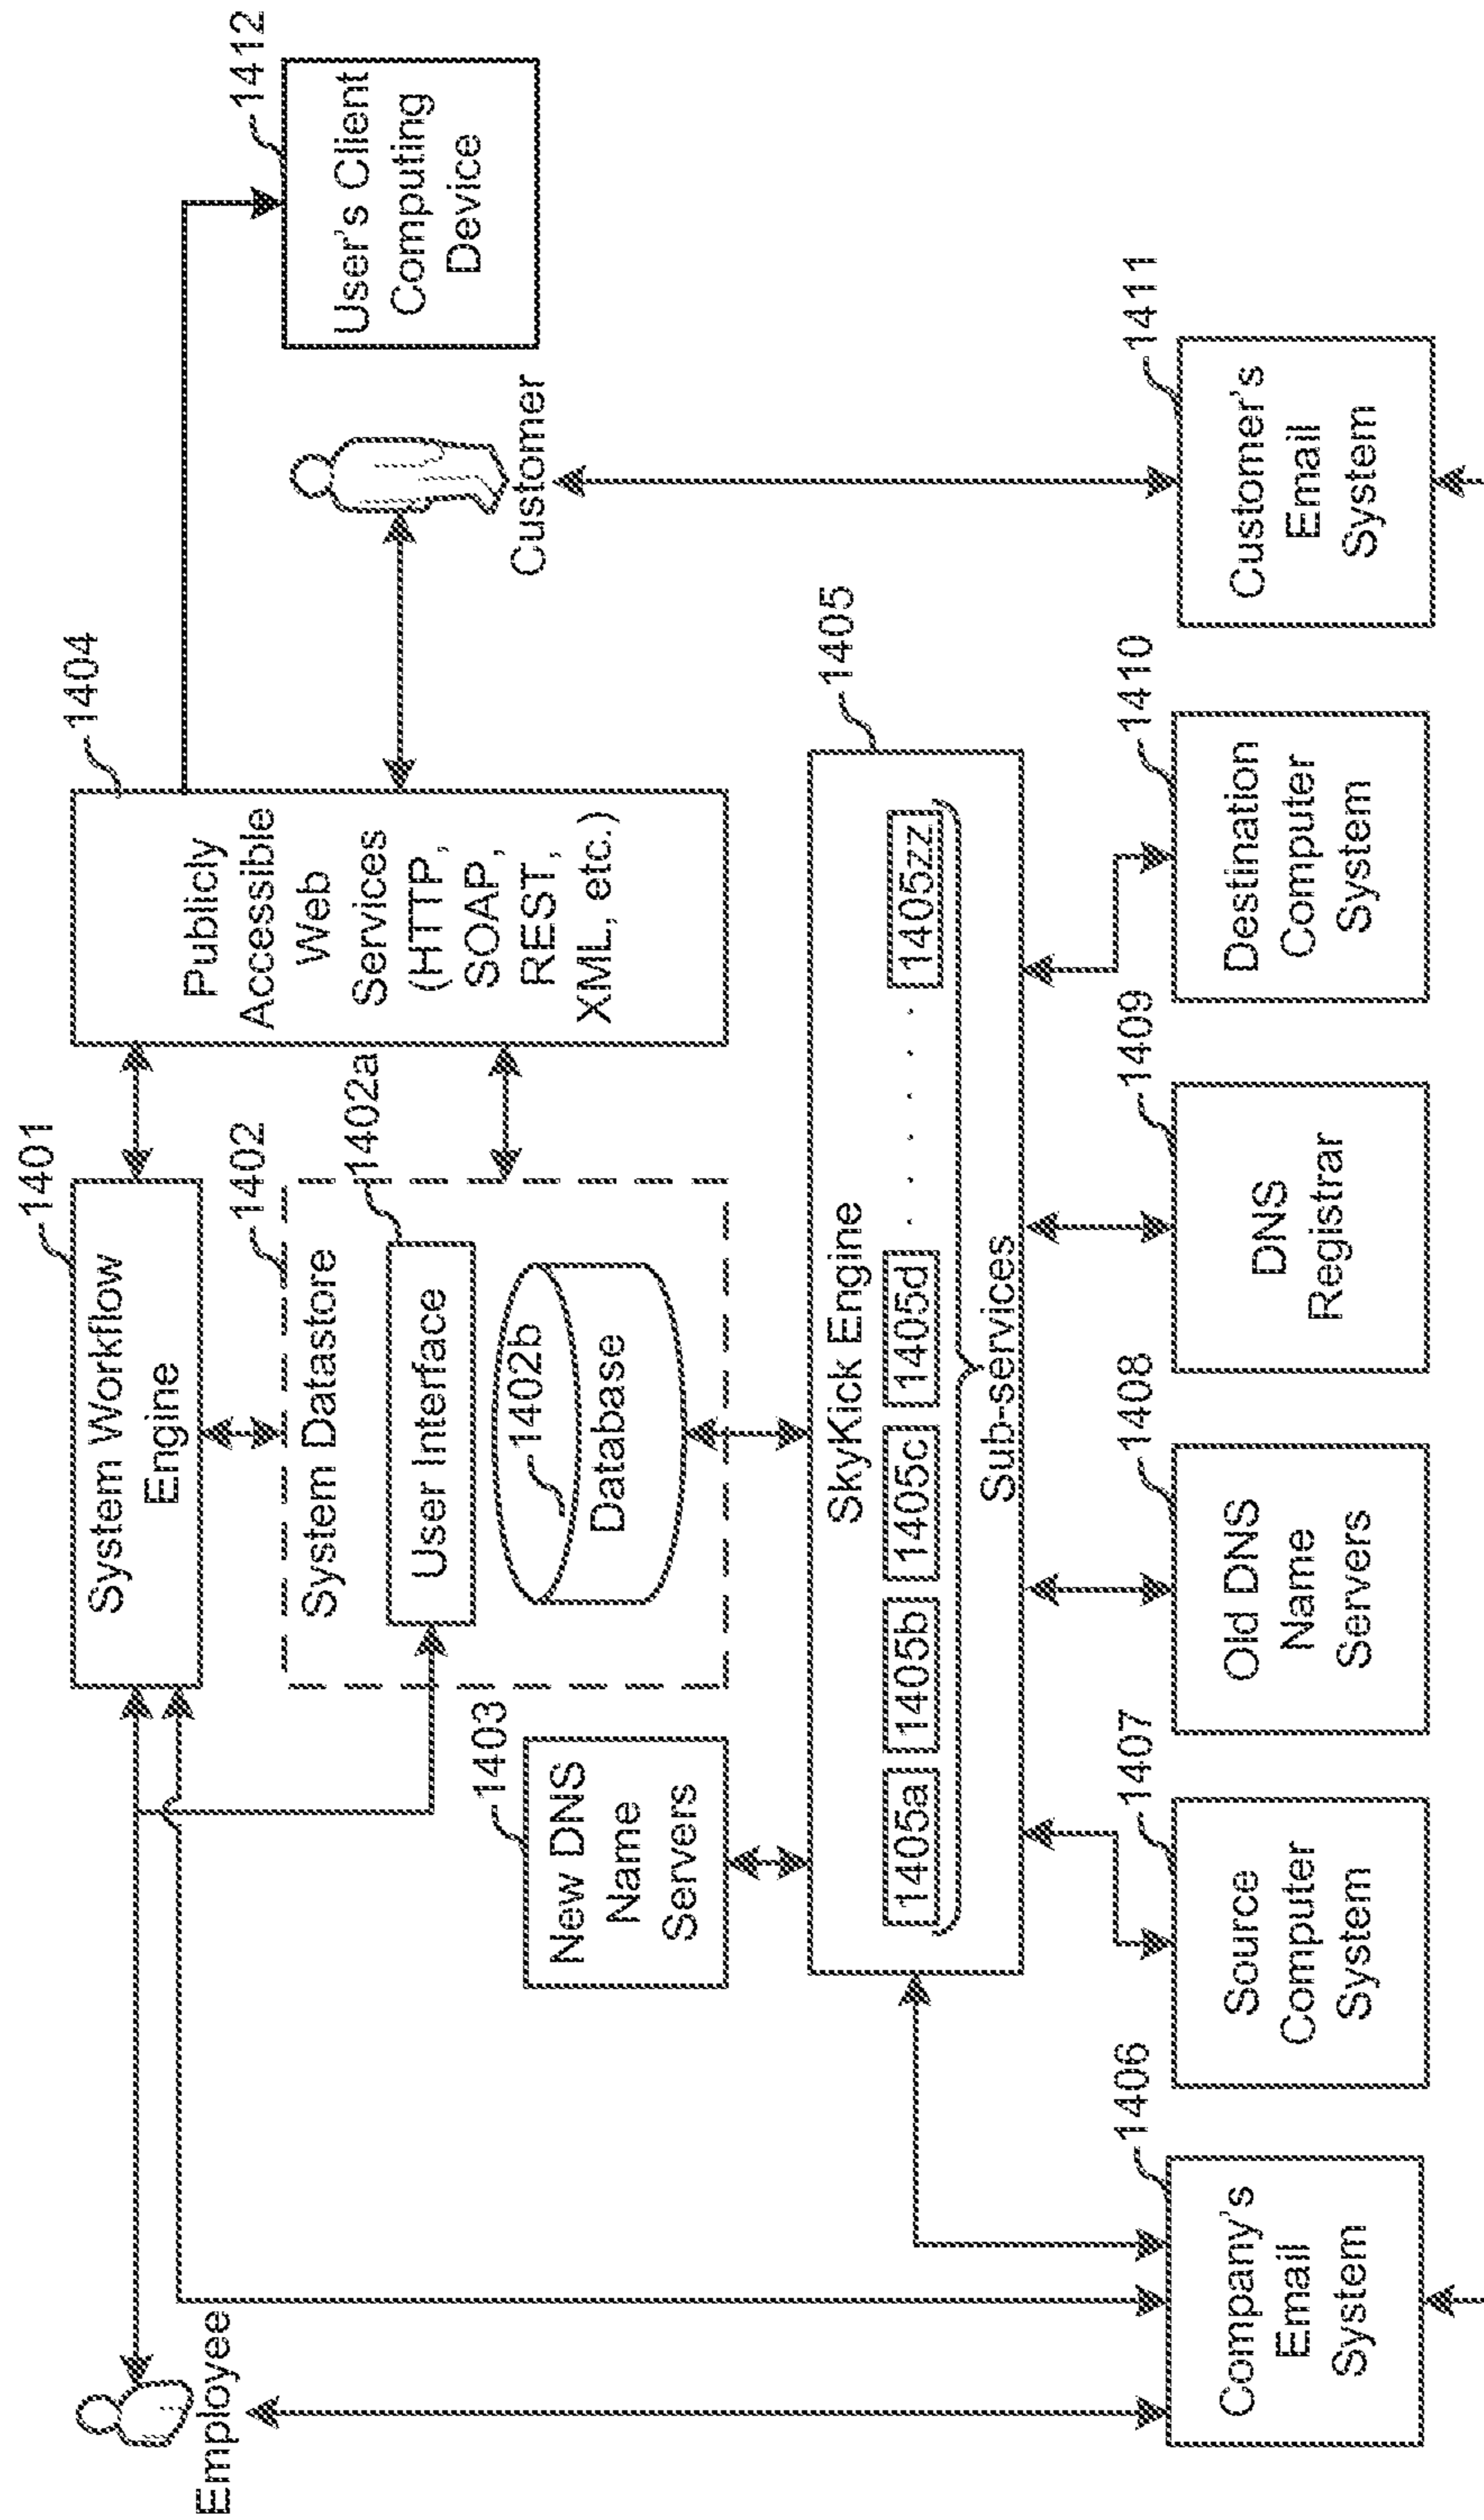 Employee
1401
System Workflow
Engine
1402
System Datastore
1402a
User Interface
1402b
Database
1403
New DNS
Name
Servers
1404
Publicly
Accessible
Web
Services
(HTTP,
SOAP,
REST,
XML, etc.)
1412
User's Client
Computing
Device
Customer
1405
SkyKick Engine
1405a 1405b 1405c 1405d . . . . . . 1405zz
Sub-services
1406
Company's
Email
System
1407
Source
Computer
System
1408
Old DNS
Name
Servers
1409
DNS
Registrar
1410
Destination
Computer
System
1411
Customer's
Email
System